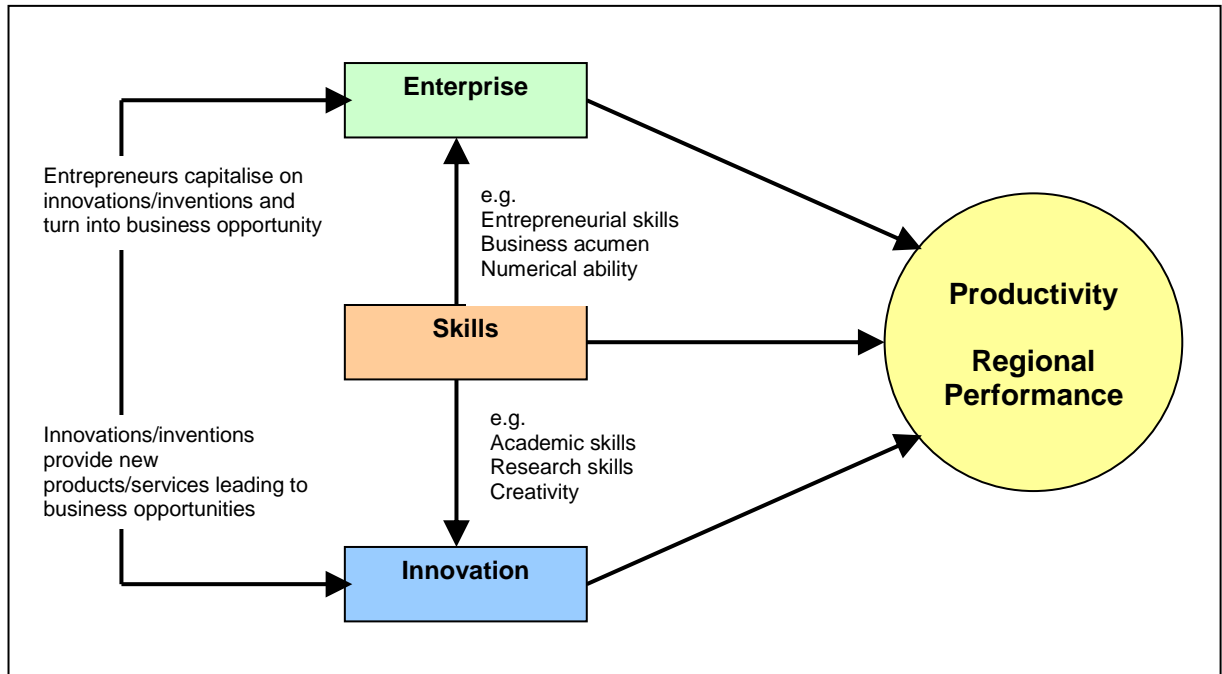 Enterprise
Entrepreneurs capitalise on
innovations/inventions and
turn into business opportunity
e.g.
Entrepreneurial skills
Business acumen
Numerical ability
Skills
Productivity
Regional
Performance
Innovations/inventions
provide new
products/services leading to
business opportunities
e.g.
Academic skills
Research skills
Creativity
Innovation